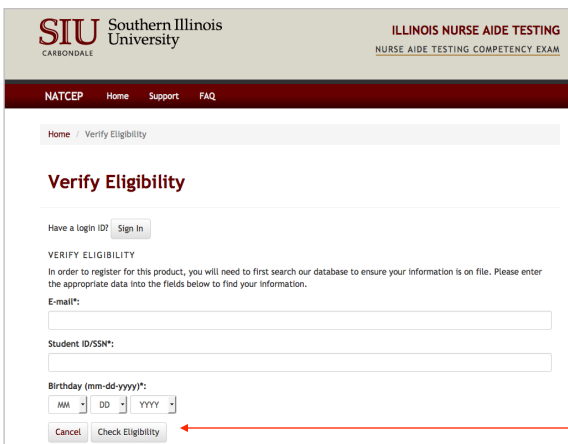 SIU Southern Illinois
University
CARBONDALE
ILLINOIS NURSE AIDE TESTING
NURSE AIDE TESTING COMPETENCY EXAM
NATCEP Home Support FAQ
Home / Verify Eligibility
Verify Eligibility
Have a login ID? Sign In
VERIFY ELIGIBILITY
In order to register for this product, you will need to first search our database to ensure your information is on file. Please enter
the appropriate data into the fields below to find your information.
E-mail*:
Student ID/SSN*:
Birthday (mm-dd-yyyy)*:
MM DD YYYY
Cancel Check Eligibility